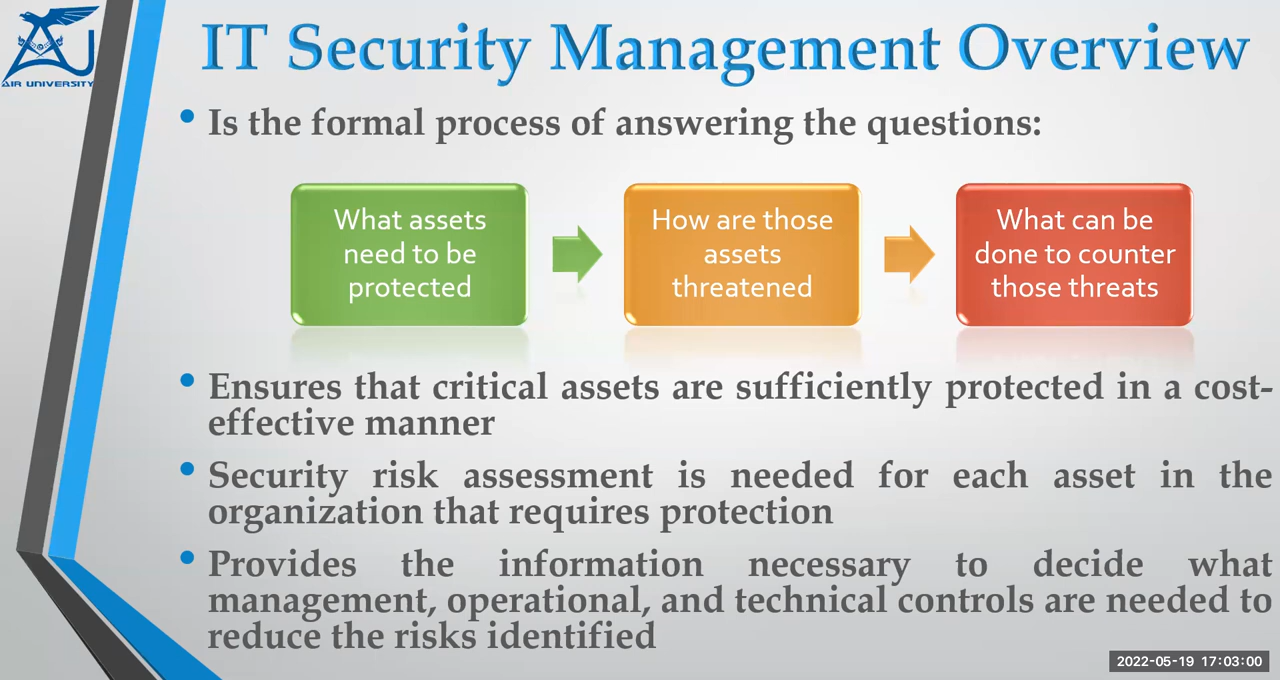 AIR UNIVERSITY
IT Security Management Overview
• Is the formal process of answering the questions:
What assets
need to be
protected
How are those
assets
threatened
What can be
done to counter
those threats
• Ensures that critical assets are sufficiently protected in a cost-
effective manner
• Security risk assessment is needed for each asset in the
organization that requires protection
• Provides the information necessary to decide what
management, operational, and technical controls are needed to
reduce the risks identified
2022-05-19 17:03:00